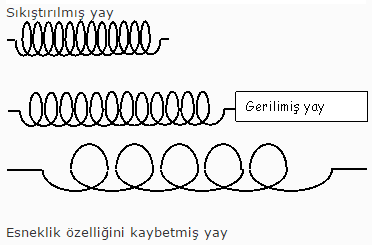 Sıkıştırılmış yay
Gerilimiş yay
Esneklik özelliğini kaybetmiş yay